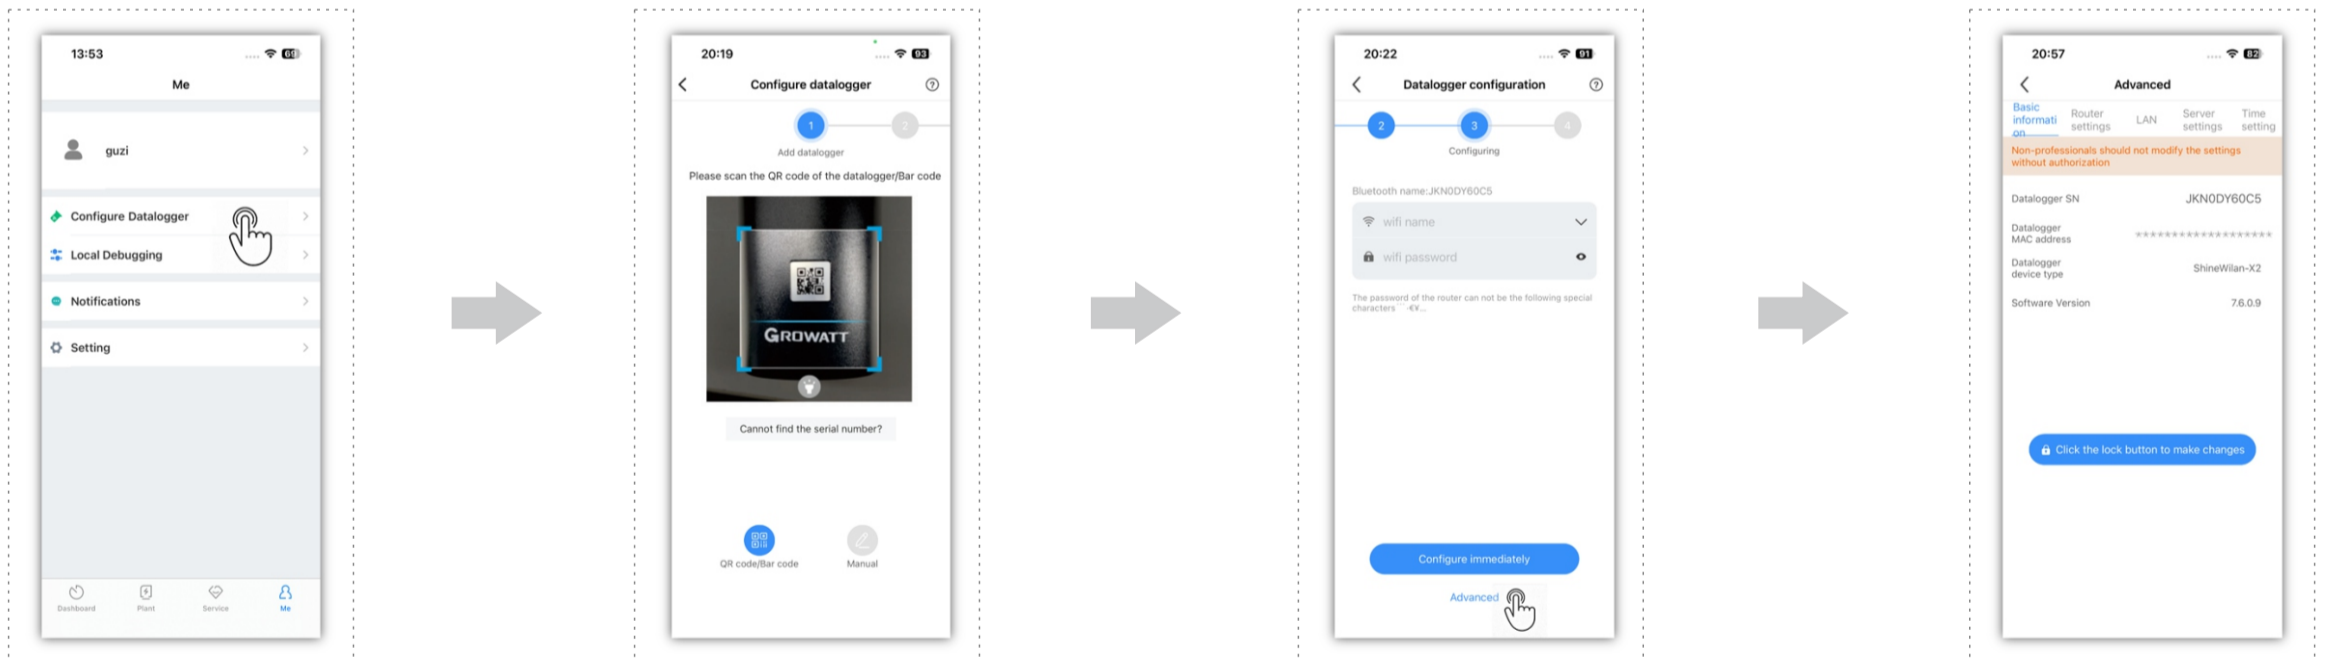 13:53
69
Me
guzi
Configure Datalogger
Local Debugging
Notifications
Setting
Dashboard
Plant
Service
Me
20:19
93
Configure datalogger
?
1
2
Add datalogger
Please scan the QR code of the datalogger/Bar code
GROWATT
Cannot find the serial number?
QR code/Bar code
Manual
20:22
91
Datalogger configuration
?
2
3
4
Configuring
Bluetooth name:JKN0DY60C5
wifi name
wifi password
The password of the router can not be the following special
characters
Configure immediately
Advanced
20:57
82
Advanced
Basic
informati
on
Router
settings
LAN
Server
settings
Time
setting
Non-professionals should not modify the settings
without authorization
Datalogger SN
JKN0DY60C5
Datalogger
MAC address
*******************
Datalogger
device type
ShineWilan-X2
Software Version
7.6.0.9
Click the lock button to make changes